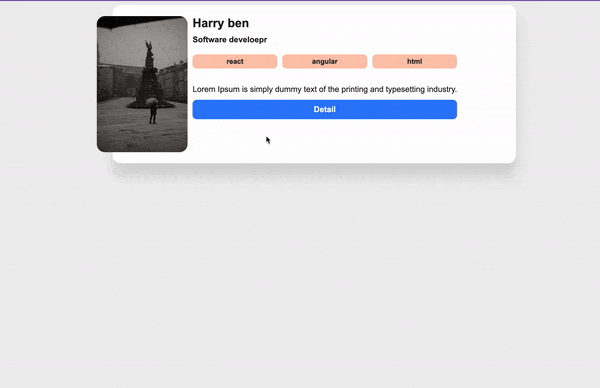 Harry ben
Software develoepr
react angular html
Lorem Ipsum is simply dummy text of the printing and typesetting industry.
Detail